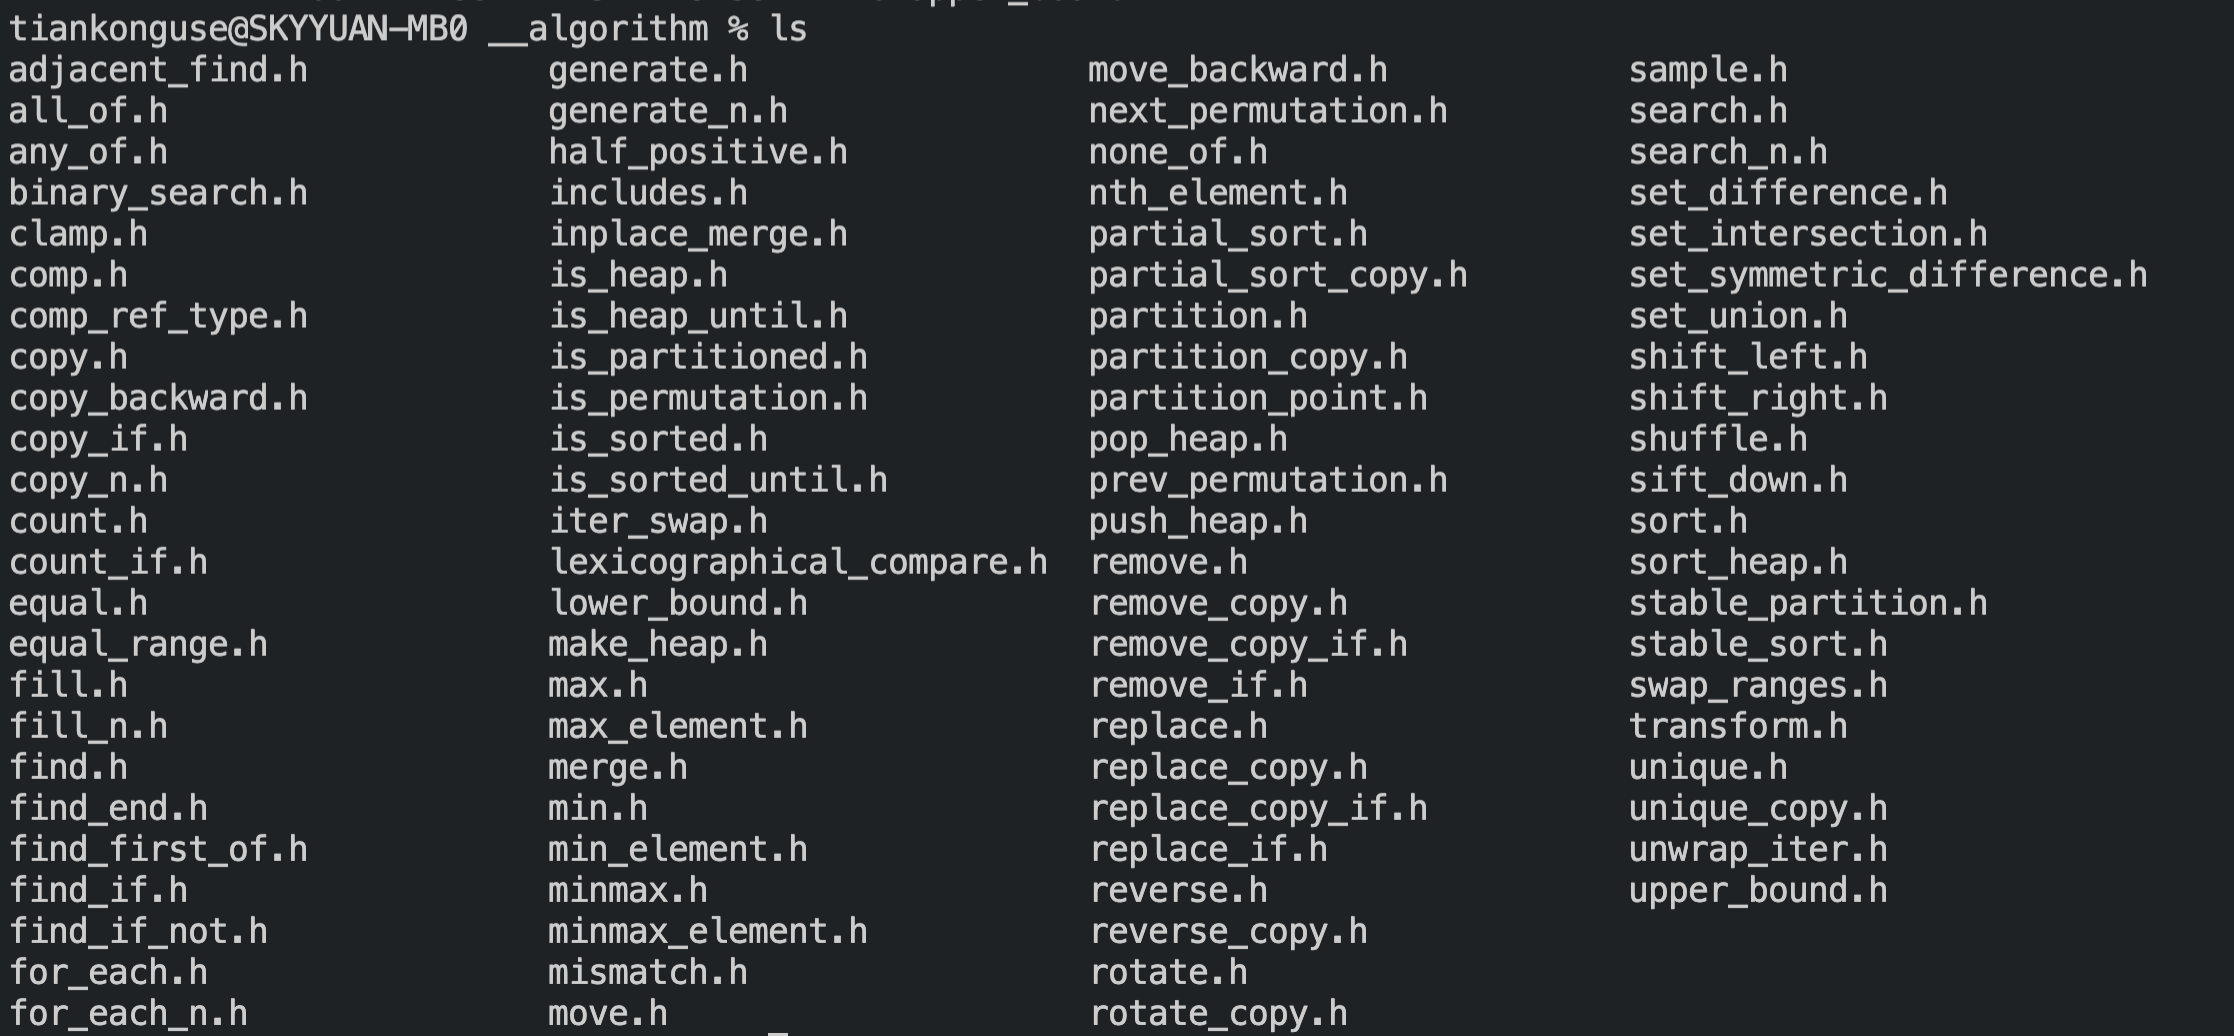 tiankonguse@SKYYUAN-MB0 __algorithm % ls
adjacent_find.h generate.h move_backward.h sample.h
all_of.h generate_n.h next_permutation.h search.h
any_of.h half_positive.h none_of.h search_n.h
binary_search.h includes.h nth_element.h set_difference.h
clamp.h inplace_merge.h partial_sort.h set_intersection.h
comp.h is_heap.h partial_sort_copy.h set_symmetric_difference.h
comp_ref_type.h is_heap_until.h partition.h set_union.h
copy.h is_partitioned.h partition_copy.h shift_left.h
copy_backward.h is_permutation.h partition_point.h shift_right.h
copy_if.h is_sorted.h pop_heap.h shuffle.h
copy_n.h is_sorted_until.h prev_permutation.h sift_down.h
count.h iter_swap.h push_heap.h sort.h
count_if.h lexicographical_compare.h remove.h sort_heap.h
equal.h lower_bound.h remove_copy.h stable_partition.h
equal_range.h make_heap.h remove_copy_if.h stable_sort.h
fill.h max.h remove_if.h swap_ranges.h
fill_n.h max_element.h replace.h transform.h
find.h merge.h replace_copy.h unique.h
find_end.h min.h replace_copy_if.h unique_copy.h
find_first_of.h min_element.h replace_if.h unwrap_iter.h
find_if.h minmax.h reverse.h upper_bound.h
find_if_not.h minmax_element.h reverse_copy.h
for_each.h mismatch.h rotate.h
for_each_n.h move.h rotate_copy.h